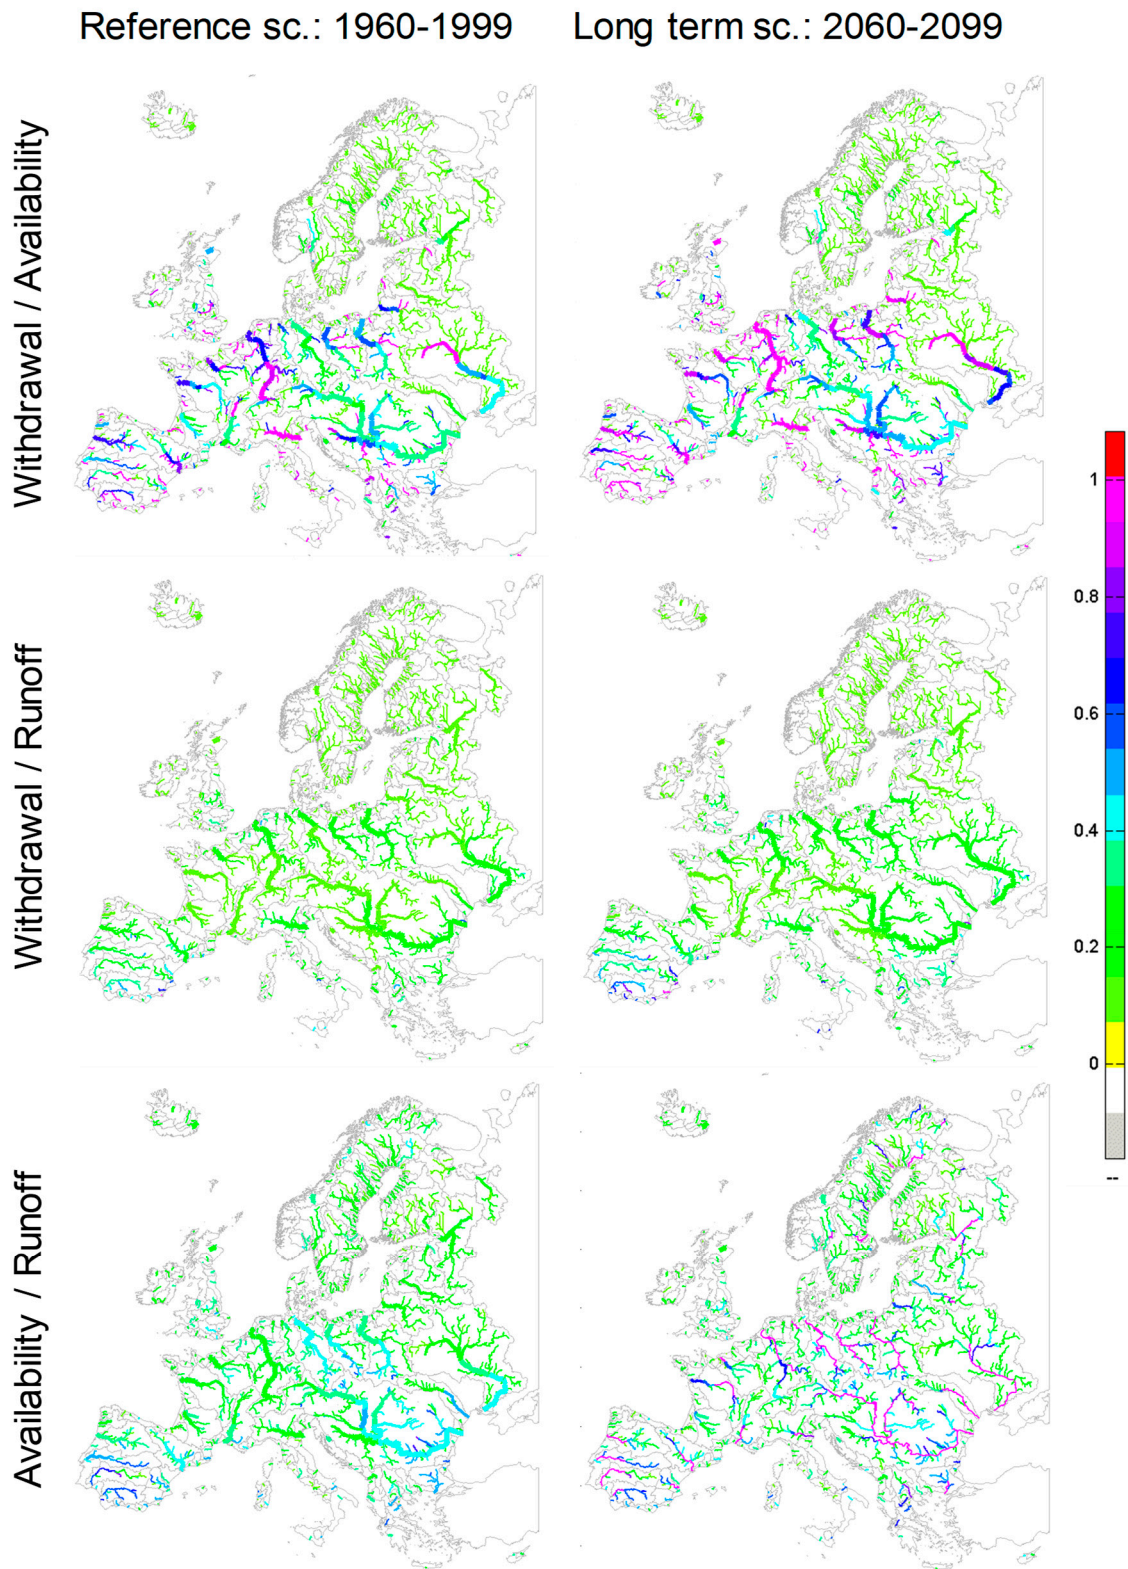 Reference sc.: 1960-1999
Long term sc.: 2060-2099
Withdrawal / Availability
Withdrawal / Runoff
Availability / Runoff
1
0.8
0.6
0.4
0.2
0
--